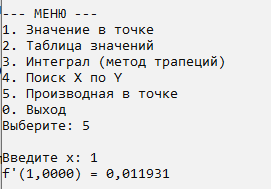 --- МЕНЮ ---
1. Значение в точке
2. Таблица значений
3. Интеграл (метод трапеций)
4. Поиск X по Y
5. Производная в точке
0. Выход
Выберите: 5
Введите x: 1
f'(1,0000) = 0,011931